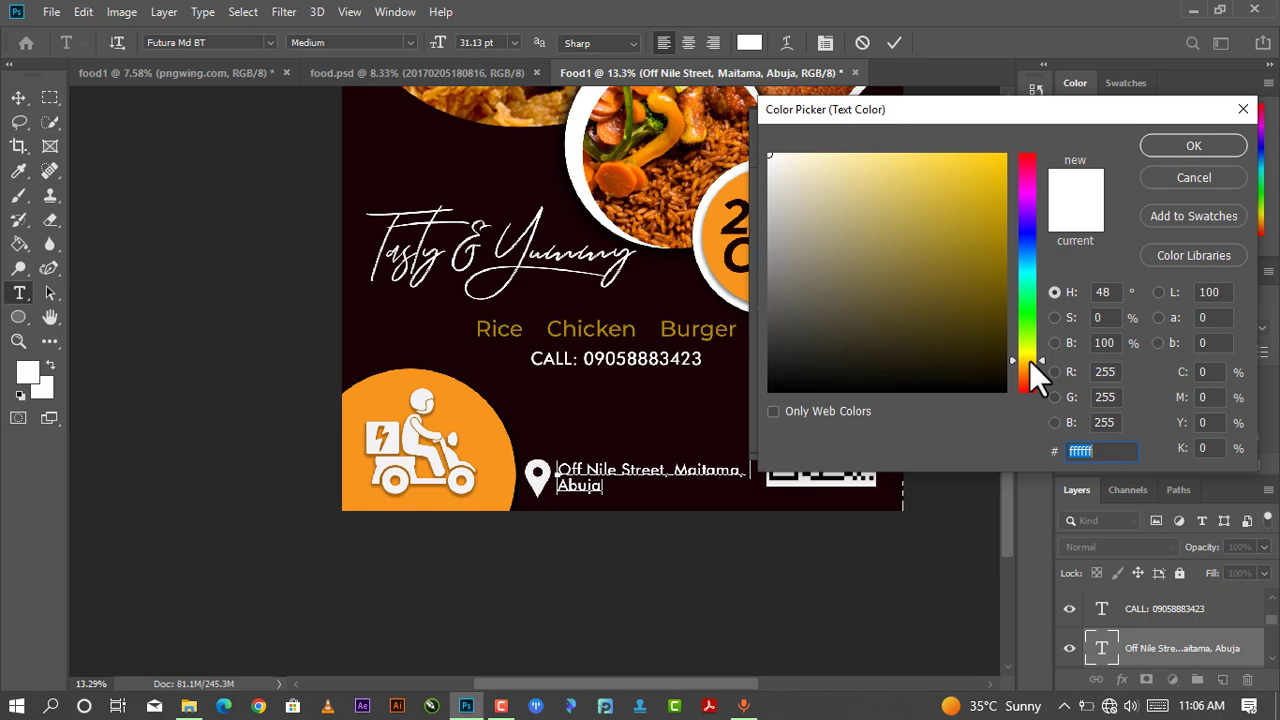 Ps File Edit Image Layer Type Select Filter 3D View Window Help
Futura Md BT Medium 31.13 pt Sharp
food1 @ 7.58% (pngwing.com, RGB/8) * × food.psd @ 8.33% (20170205180816, RGB/8) × Food1 @ 13.3% (Off Nile Street, Maitama, Abuja, RGB/8) * ×
Color Swatches
Color Picker (Text Color)
new
current
OK
Cancel
Add to Swatches
Color Libraries
H: 48 ° L: 100
S: 0 % a: 0
B: 100 % b: 0
R: 255 C: 0 %
G: 255 M: 0 %
B: 255 Y: 0 %
# ffffff K: 0 %
Only Web Colors
Tasty & Yummy
2
Rice Chicken Burger
CALL: 09058883423
Off Nile Street, Maitama,
Abuja
Layers Channels Paths
Kind
Normal Opacity: 100%
Lock: Fill: 100%
CALL: 09058883423
Off Nile Stre...aitama, Abuja
13.29% Doc: 81.1M/245.3M
35°C Sunny 11:06 AM